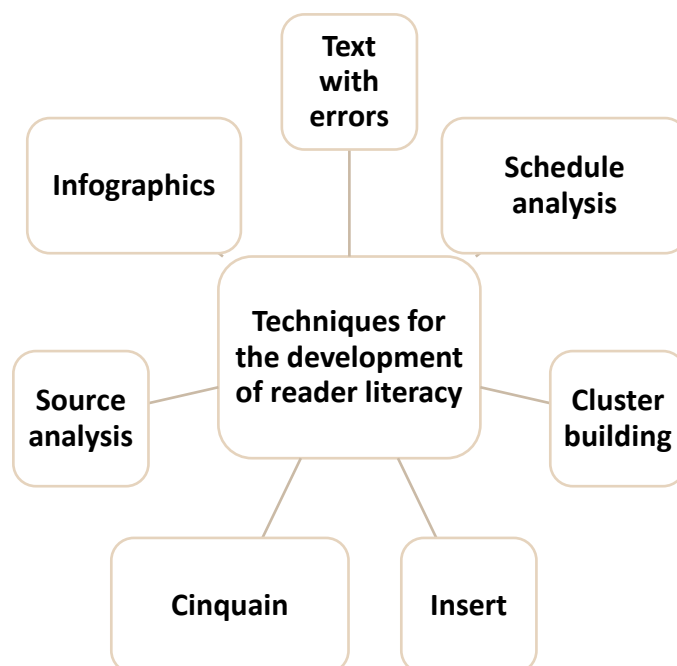 Text
with
errors
Infographics
Schedule
analysis
Techniques for
the development
of reader literacy
Source
analysis
Cluster
building
Cinquain
Insert